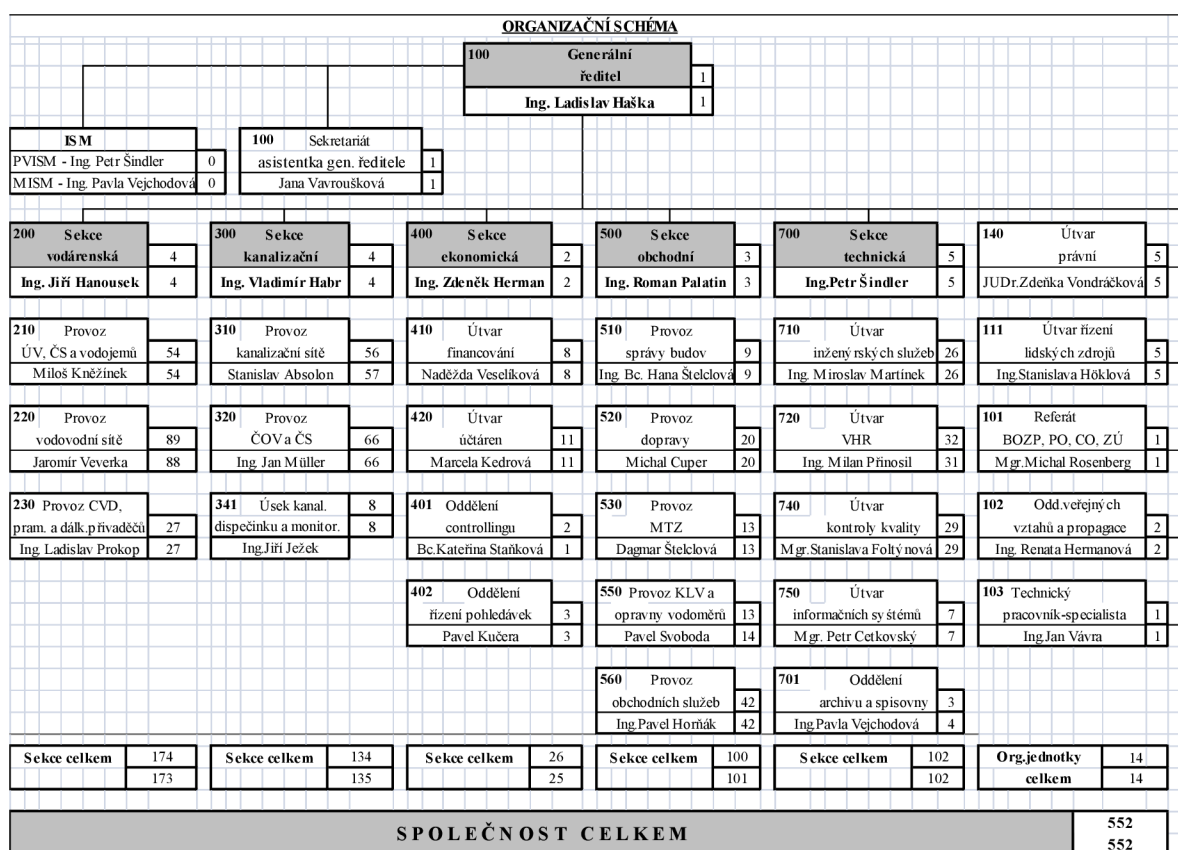 ORGANIZAČNÍ SCHÉMA
100 Generální
ředitel 1
Ing. Ladislav Haška 1
ISM
PVISM - Ing. Petr Šindler 0
MISM - Ing. Pavla Vejchodová 0
100 Sekretariát
asistentka gen. ředitele 1
Jana Vavroušková 1
200 Sekce
vodárenská 4
Ing. Jiří Hanousek 4
300 Sekce
kanalizační 4
Ing. Vladimír Habr 4
400 Sekce
ekonomická 2
Ing. Zdeněk Herman 2
500 Sekce
obchodní 3
Ing. Roman Palatin 3
700 Sekce
technická 5
Ing.Petr Šindler 5
140 Útvar
právní 5
JUDr.Zdeňka Vondráčková 5
210 Provoz
ÚV, ČS a vodojemů 54
Miloš Kněžínek 54
310 Provoz
kanalizační sítě 56
Stanislav Absolon 57
410 Útvar
financování 8
Naděžda Veselíková 8
510 Provoz
správy budov 9
Ing. Bc. Hana Štelclová 9
710 Útvar
inženýrských služeb 26
Ing. Miroslav Martínek 26
111 Útvar řízení
lidských zdrojů 5
Ing.Stanislava Höklová 5
220 Provoz
vodovodní sítě 89
Jaromír Veverka 88
320 Provoz
ČOV a ČS 66
Ing. Jan Müller 66
420 Útvar
účtáren 11
Marcela Kedrová 11
520 Provoz
dopravy 20
Michal Cuper 20
720 Útvar
VHR 32
Ing. Milan Přinosil 31
101 Referát
BOZP, PO, CO, ZÚ 1
Mgr.Michal Rosenberg 1
230 Provoz CVD,
pram. a dálk.přivaděčů 27
Ing. Ladislav Prokop 27
341 Úsek kanal. 8
dispečinku a monitor. 8
Ing.Jiří Ježek
401 Oddělení
controllingu 2
Bc.Kateřina Staňková 1
530 Provoz
MTZ 13
Dagmar Štelclová 13
740 Útvar
kontroly kvality 29
Mgr.Stanislava Foltýnová 29
102 Odd.veřejných
vztahů a propagace 2
Ing. Renata Hermanová 2
402 Oddělení
řízení pohledávek 3
Pavel Kučera 3
550 Provoz KLV a
opravny vodoměrů 13
Pavel Svoboda 14
750 Útvar
informačních systémů 7
Mgr. Petr Cetkovský 7
103 Technický
pracovník-specialista 1
Ing.Jan Vávra 1
560 Provoz
obchodních služeb 42
Ing.Pavel Horňák 42
701 Oddělení
archivu a spisovny 3
Ing.Pavla Vejchodová 4
Sekce celkem 174
173
Sekce celkem 134
135
Sekce celkem 26
25
Sekce celkem 100
101
Sekce celkem 102
102
Org.jednotky 14
celkem 14
SPOLEČNOST CELKEM 552
552